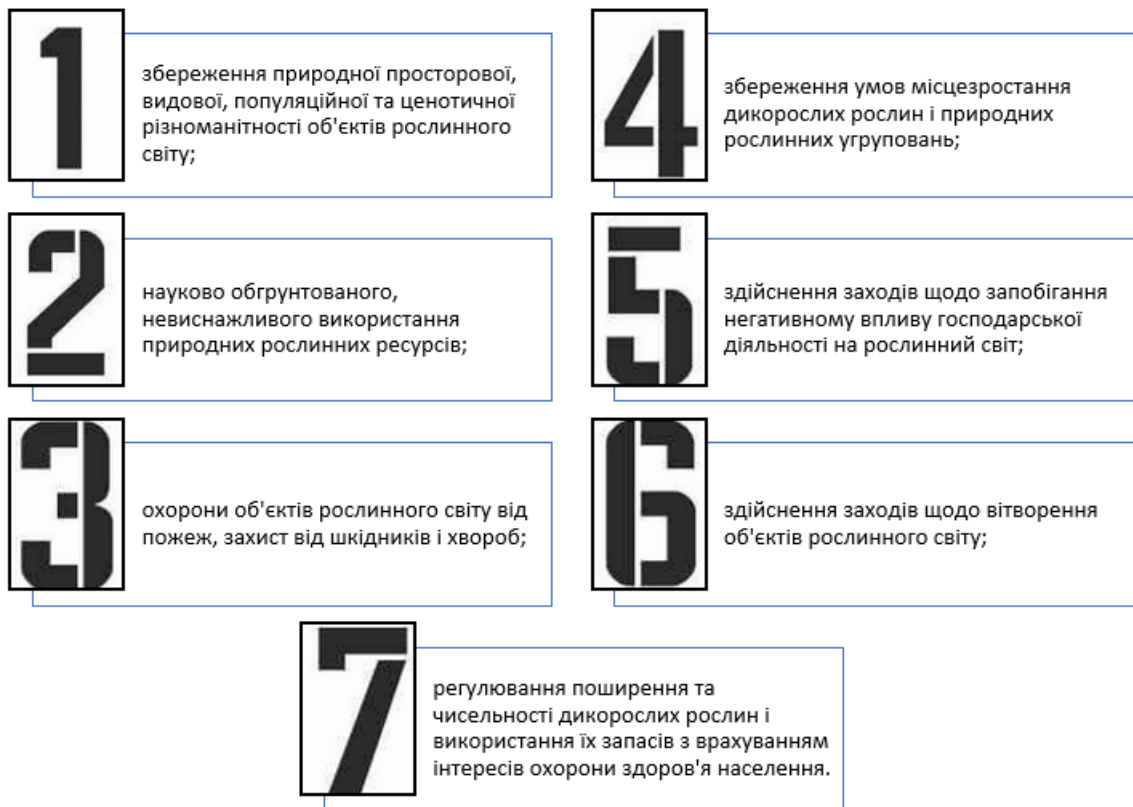 1
збереження природної просторової,
видової, популяційної та ценотичної
різноманітності об'єктів рослинного
світу;
2
науково обгрунтованого,
невиснажливого використання
природних рослинних ресурсів;
3
охорони об'єктів рослинного світу від
пожеж, захист від шкідників і хвороб;
4
збереження умов місцезростання
дикорослих рослин і природних
рослинних угруповань;
5
здійснення заходів щодо запобігання
негативному впливу господарської
діяльності на рослинний світ;
6
здійснення заходів щодо вітворення
об'єктів рослинного світу;
7
регулювання поширення та
чисельності дикорослих рослин і
використання їх запасів з врахуванням
інтересів охорони здоров'я населення.